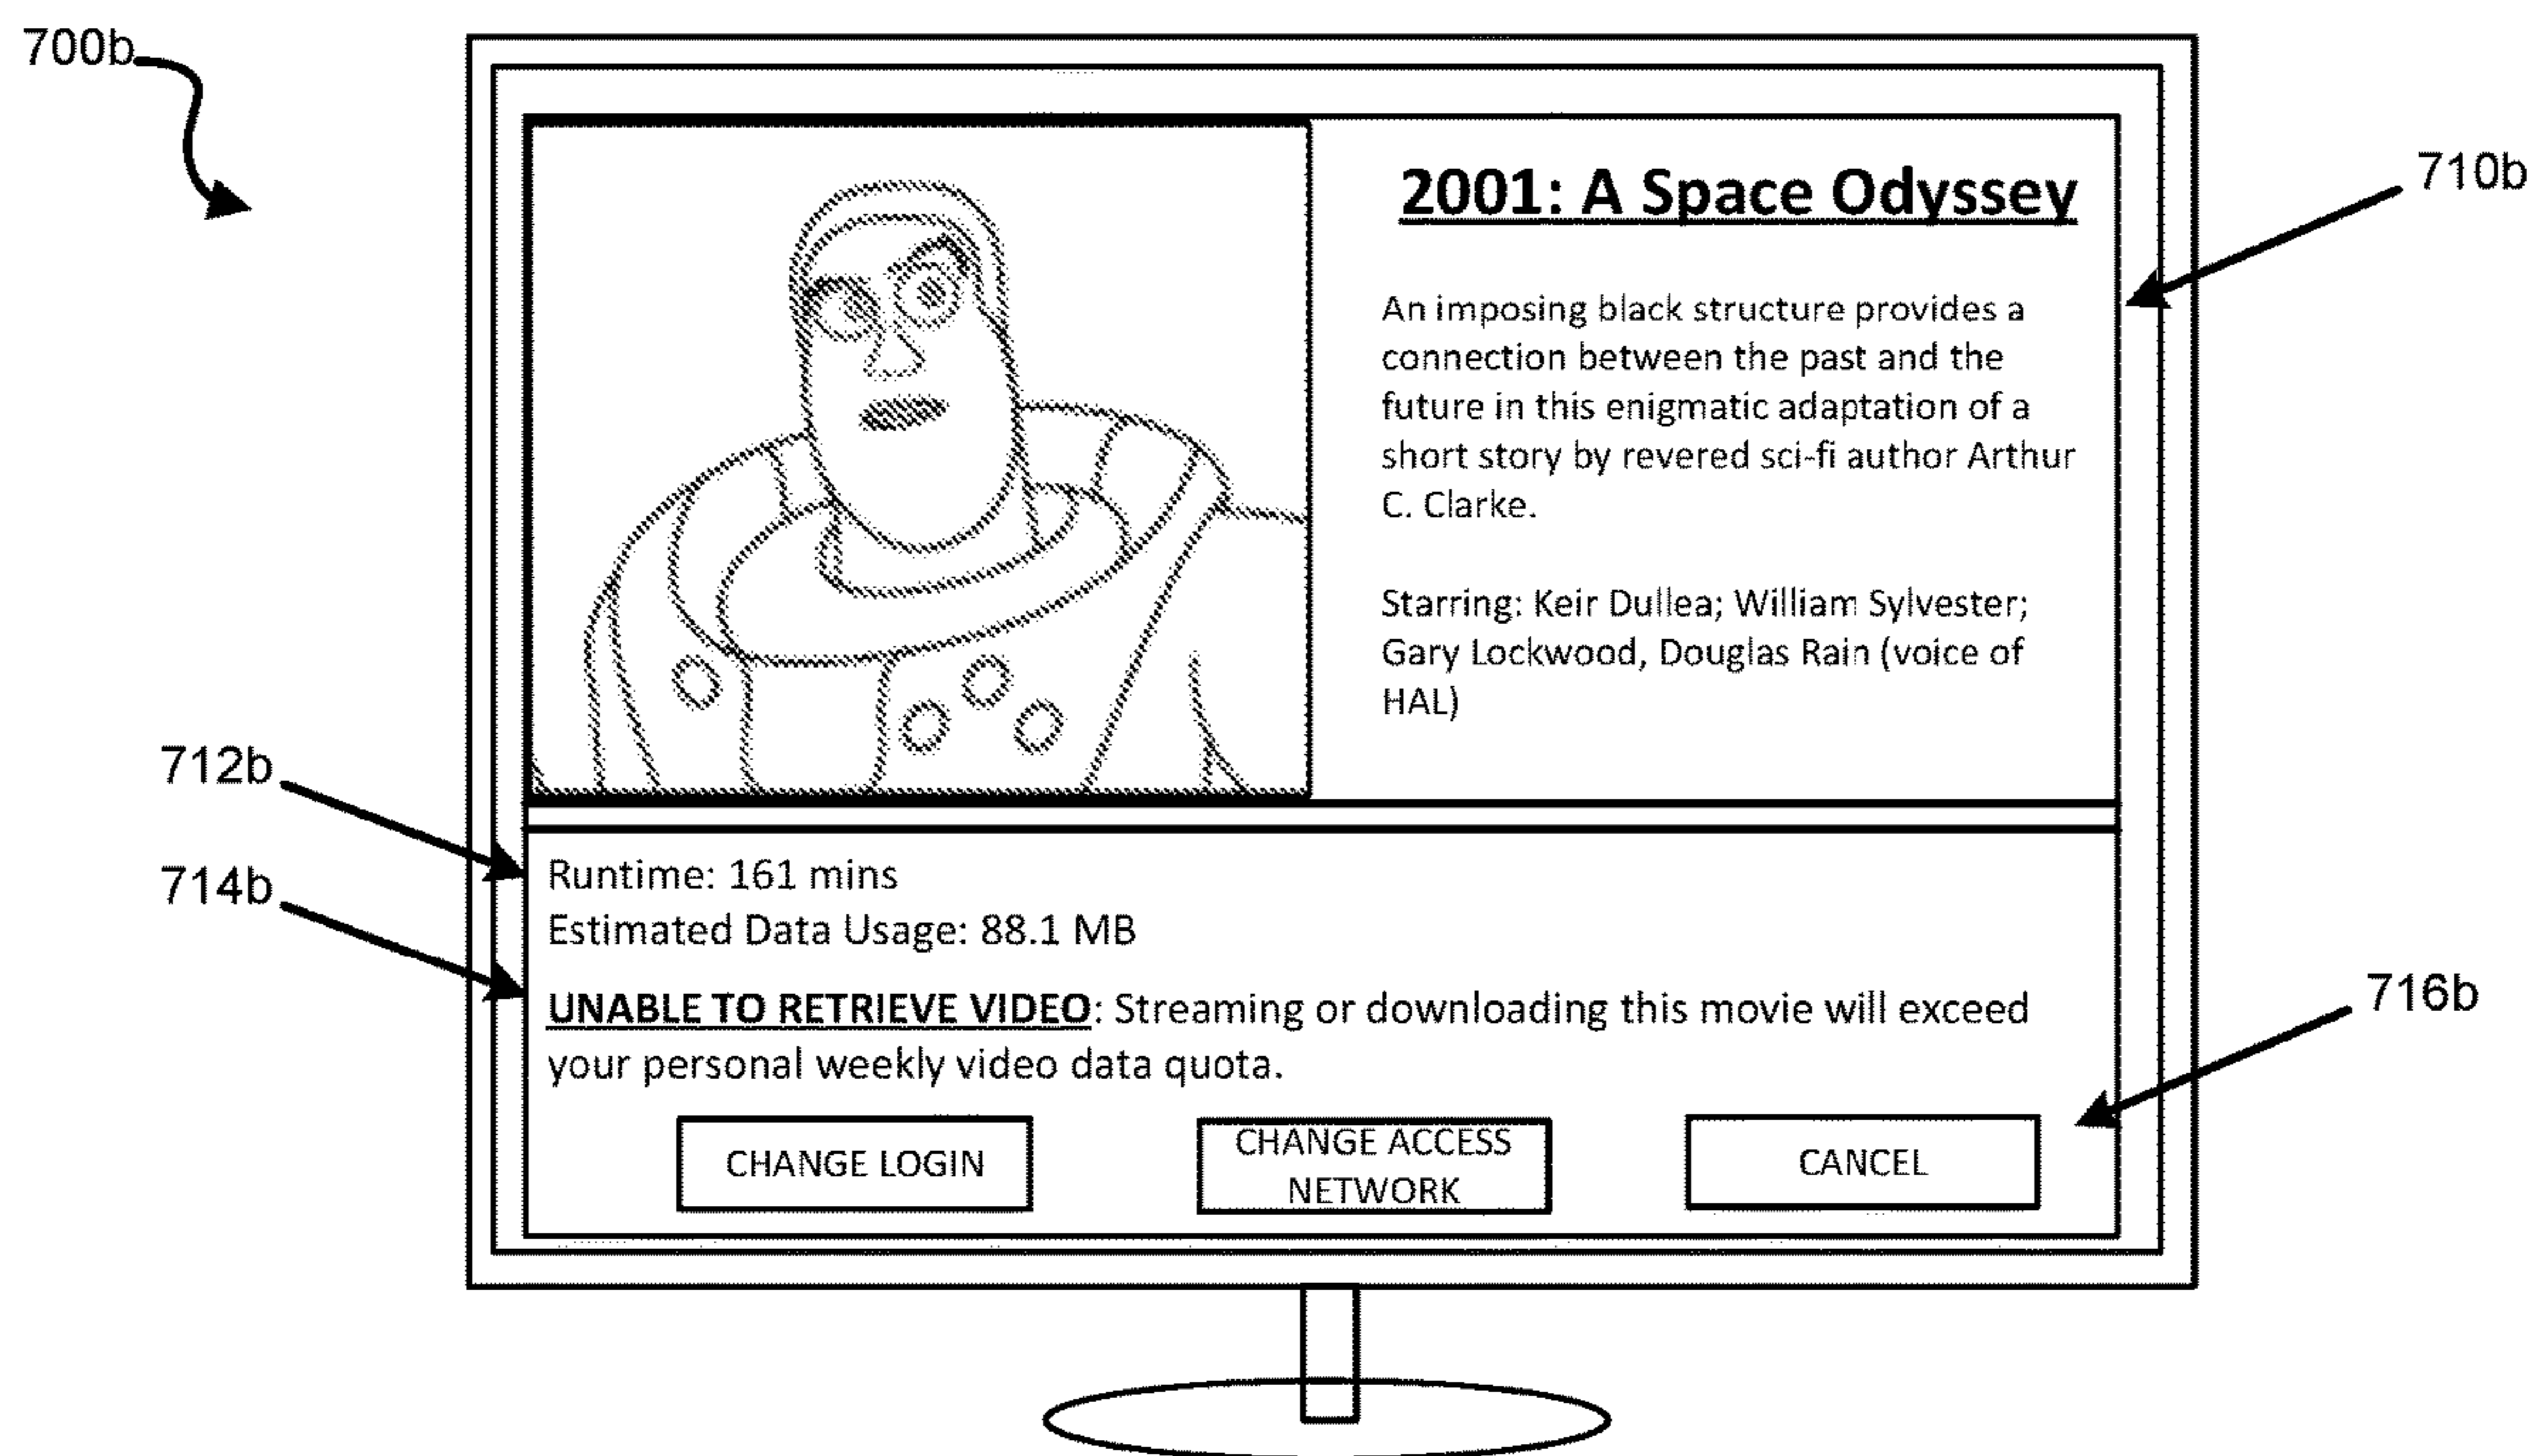 700b
2001: A Space Odyssey
710b
An imposing black structure provides a
connection between the past and the
future in this enigmatic adaptation of a
short story by revered sci-fi author Arthur
C. Clarke.
Starring: Keir Dullea; William Sylvester;
Gary Lockwood, Douglas Rain (voice of
HAL)
712b
Runtime: 161 mins
714b
Estimated Data Usage: 88.1 MB
UNABLE TO RETRIEVE VIDEO: Streaming or downloading this movie will exceed
your personal weekly video data quota.
716b
CHANGE LOGIN
CHANGE ACCESS
NETWORK
CANCEL